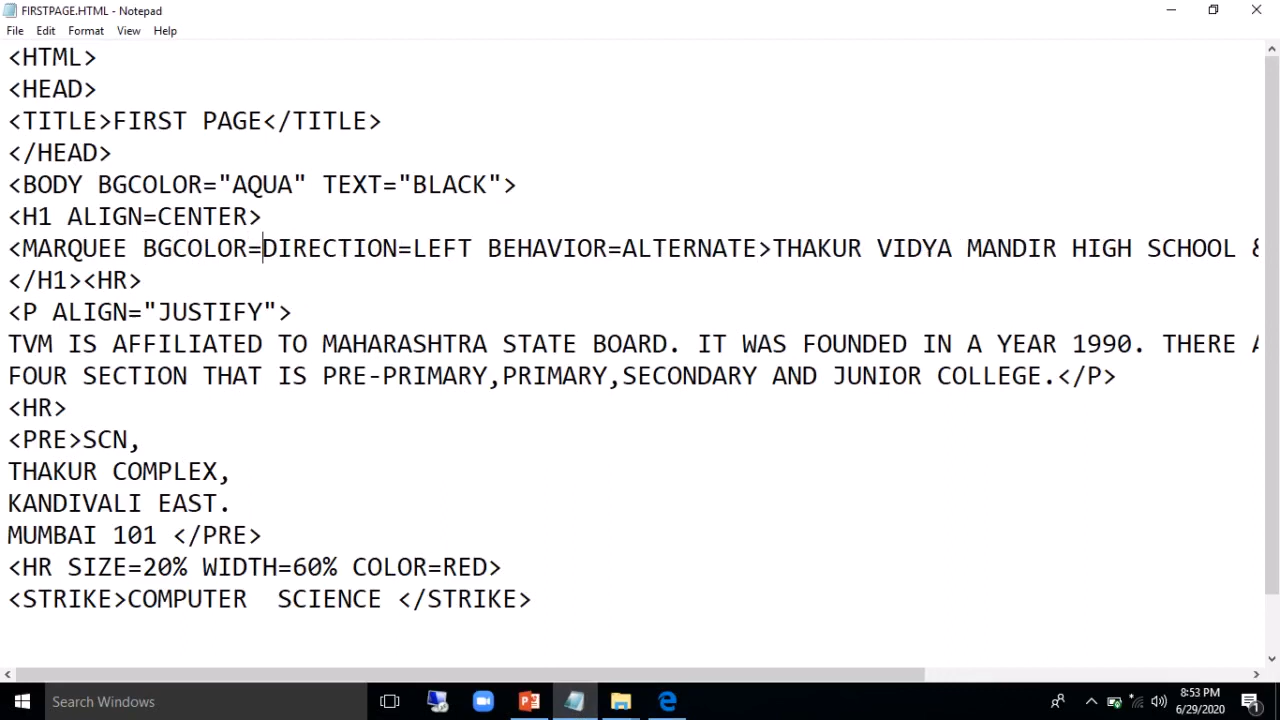 FIRSTPAGE.HTML - Notepad
File Edit Format View Help
<HTML>
<HEAD>
<TITLE>FIRST PAGE</TITLE>
</HEAD>
<BODY BGCOLOR="AQUA" TEXT="BLACK">
<H1 ALIGN=CENTER>
<MARQUEE BGCOLOR=DIRECTION=LEFT BEHAVIOR=ALTERNATE>THAKUR VIDYA MANDIR HIGH SCHOOL &
</H1><HR>
<P ALIGN="JUSTIFY">
TVM IS AFFILIATED TO MAHARASHTRA STATE BOARD. IT WAS FOUNDED IN A YEAR 1990. THERE A
FOUR SECTION THAT IS PRE-PRIMARY,PRIMARY,SECONDARY AND JUNIOR COLLEGE.</P>
<HR>
<PRE>SCN,
THAKUR COMPLEX,
KANDIVALI EAST.
MUMBAI 101 </PRE>
<HR SIZE=20% WIDTH=60% COLOR=RED>
<STRIKE>COMPUTER  SCIENCE </STRIKE>
Search Windows
8:53 PM
6/29/2020
1